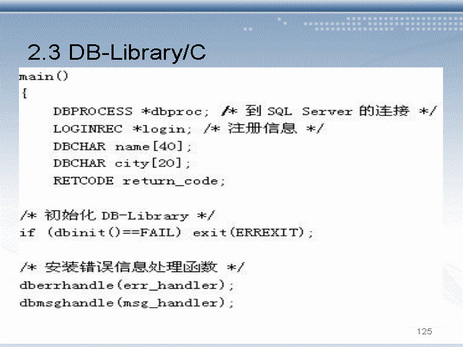 2.3 DB-Library/C
main()
{
DBPROCESS *dbproc; /* 到 SQL Server 的连接 */
LOGINREC *login; /* 注册信息 */
DBCHAR name[40];
DBCHAR city[20];
RETCODE return_code;
/* 初始化 DB-Library */
if (dbinit()==FAIL) exit(ERREXIT);
/* 安装错误信息处理函数 */
dberrhandle(err_handler);
dbmsghandle(msg_handler);
125